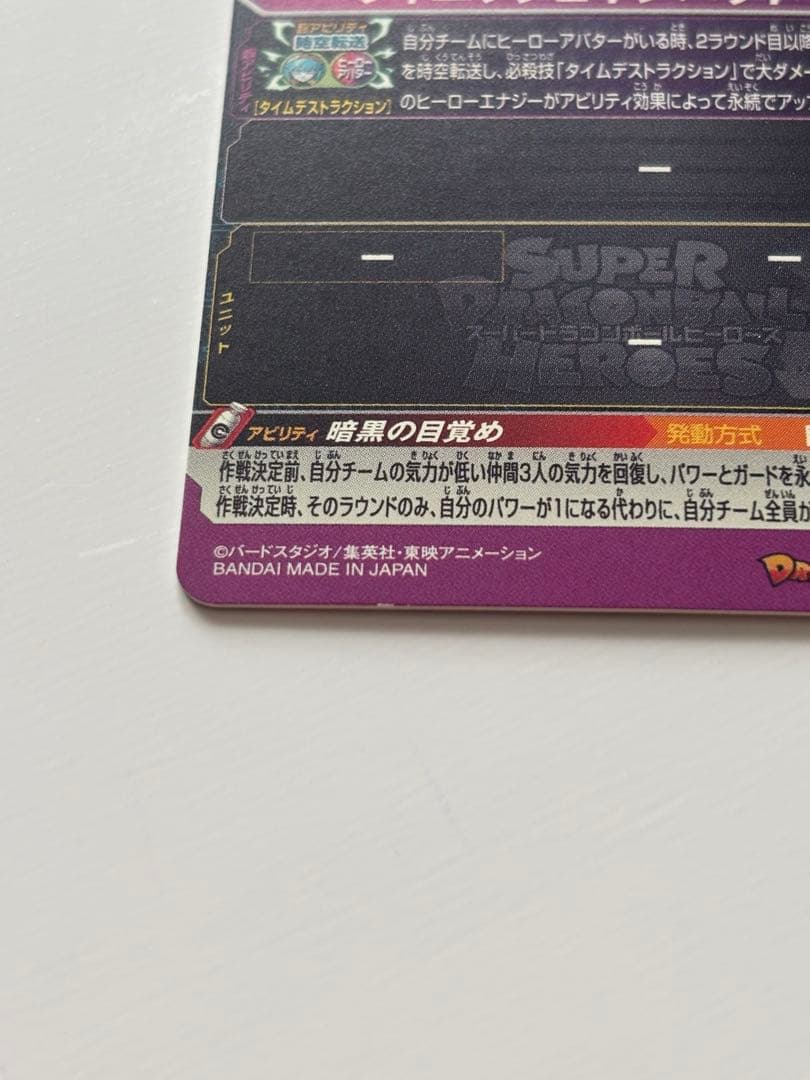 超アビリティ
時空転送
ヒーロー
アバター
[タイムデストラクション]
自分チームにヒーローアバターがいる時、2ラウンド目以降
を時空転送し、必殺技「タイムデストラクション」で大ダメー
のヒーローエナジーがアビリティ効果によって永続でアップ
超アビリティ
ー
ー
ー
ユニット
SUPER
DRAGONBALL
スーパードラゴンボールヒーローズ
HEROES
ー
アビリティ 暗黒の目覚め 発動方式
作戦決定前、自分チームの気力が低い仲間3人の気力を回復し、パワーとガードを永
作戦決定時、そのラウンドのみ、自分のパワーが1になる代わりに、自分チーム全員が
©バードスタジオ/集英社・東映アニメーション
BANDAI MADE IN JAPAN